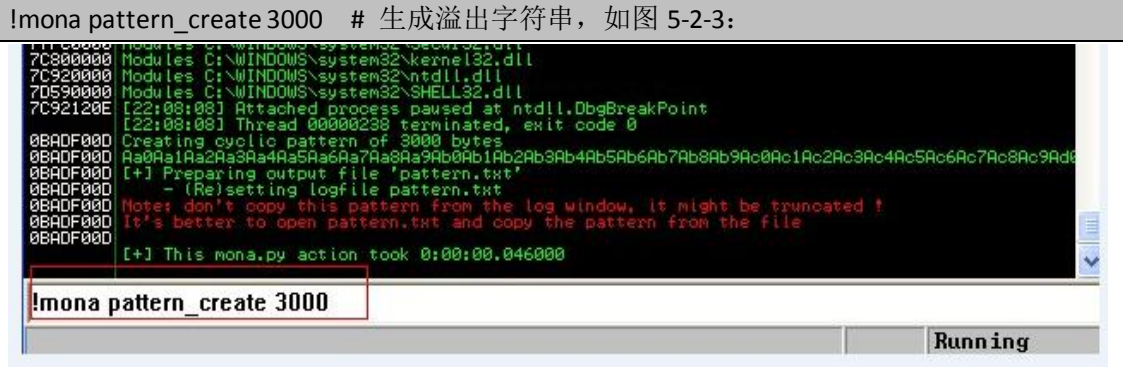 !mona pattern_create 3000 # 生成溢出字符串，如图 5-2-3：
Modules C:\WINDOWS\system32\Secur32.dll
7C800000 Modules C:\WINDOWS\system32\kernel32.dll
7C920000 Modules C:\WINDOWS\system32\ntdll.dll
7D590000 Modules C:\WINDOWS\system32\SHELL32.dll
7C92120E [22:08:08] Attached process paused at ntdll.DbgBreakPoint
[22:08:08] Thread 00000238 terminated, exit code 0
0BADF00D Creating cyclic pattern of 3000 bytes
0BADF00D Aa0Aa1Aa2Aa3Aa4Aa5Aa6Aa7Aa8Aa9Ab0Ab1Ab2Ab3Ab4Ab5Ab6Ab7Ab8Ab9Ac0Ac1Ac2Ac3Ac4Ac5Ac6Ac7Ac8Ac9Ad0
0BADF00D [+] Preparing output file 'pattern.txt'
0BADF00D - (Re)setting logfile pattern.txt
0BADF00D Note: don't copy this pattern from the log window, it might be truncated !
0BADF00D It's better to open pattern.txt and copy the pattern from the file
0BADF00D
[+] This mona.py action took 0:00:00.046000
!mona pattern_create 3000
Running